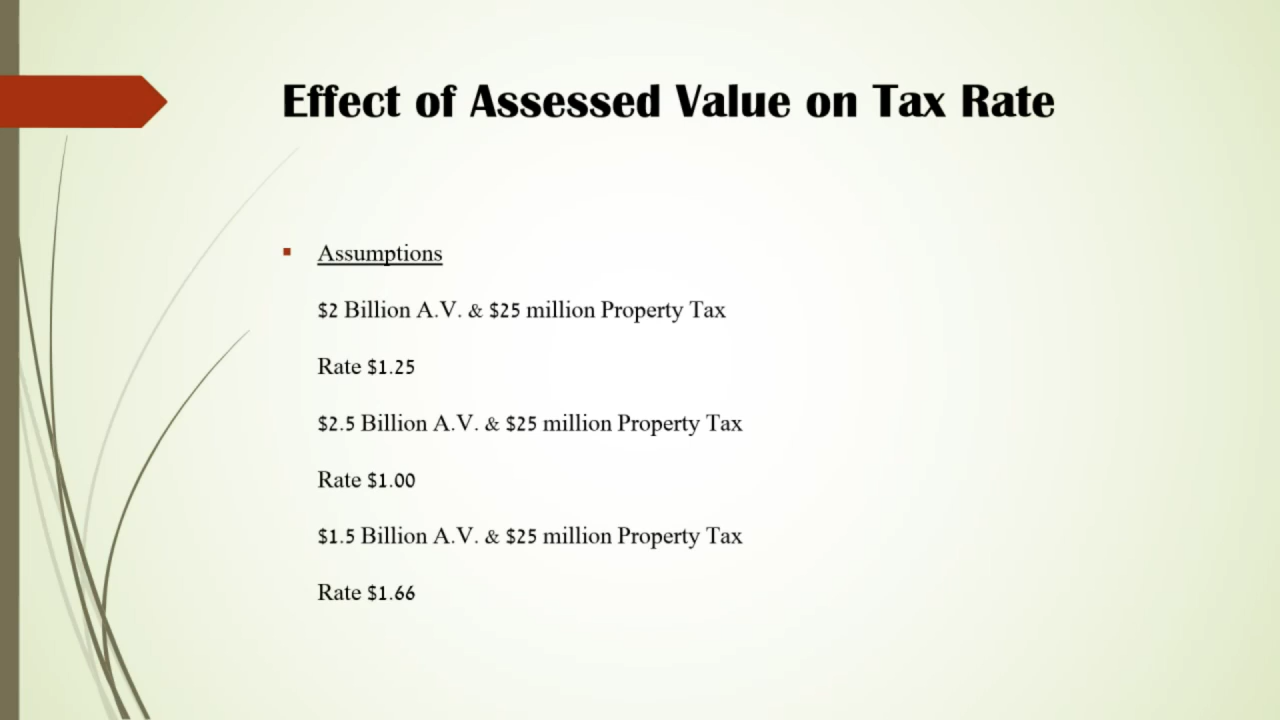 Effect of Assessed Value on Tax Rate
Assumptions
$2 Billion A.V. & $25 million Property Tax
Rate $1.25
$2.5 Billion A.V. & $25 million Property Tax
Rate $1.00
$1.5 Billion A.V. & $25 million Property Tax
Rate $1.66